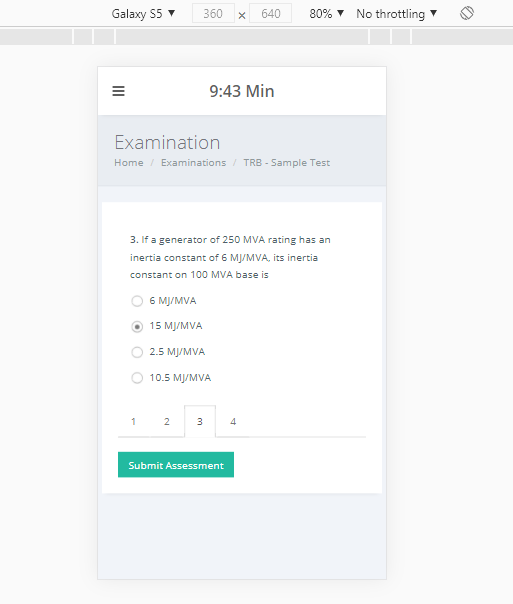 Galaxy S5 ▼ 360 × 640 80% ▼ No throttling ▼
9:43 Min
Examination
Home / Examinations / TRB - Sample Test
3. If a generator of 250 MVA rating has an
inertia constant of 6 MJ/MVA, its inertia
constant on 100 MVA base is
6 MJ/MVA
15 MJ/MVA
2.5 MJ/MVA
10.5 MJ/MVA
1 2 3 4
Submit Assessment